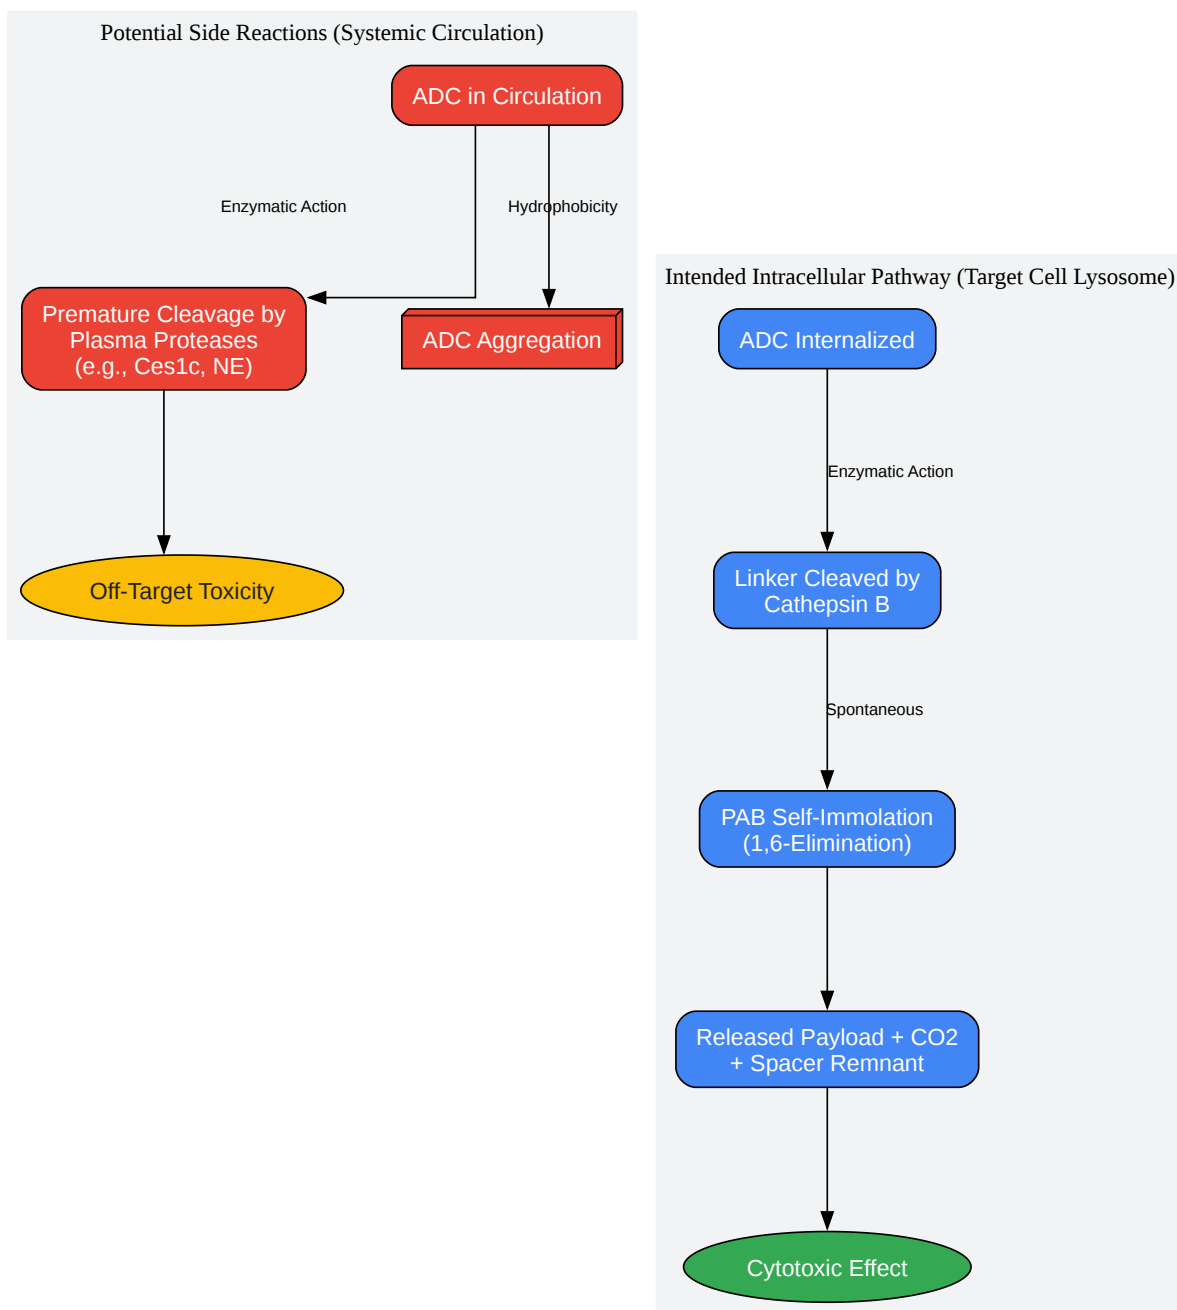 Potential Side Reactions (Systemic Circulation)
ADC in Circulation
Enzymatic Action
Hydrophobicity
Premature Cleavage by
Plasma Proteases
(e.g., Ces1c, NE)
ADC Aggregation
Off-Target Toxicity
Intended Intracellular Pathway (Target Cell Lysosome)
ADC Internalized
Enzymatic Action
Linker Cleaved by
Cathepsin B
Spontaneous
PAB Self-Immolation
(1,6-Elimination)
Released Payload + CO2
+ Spacer Remnant
Cytotoxic Effect